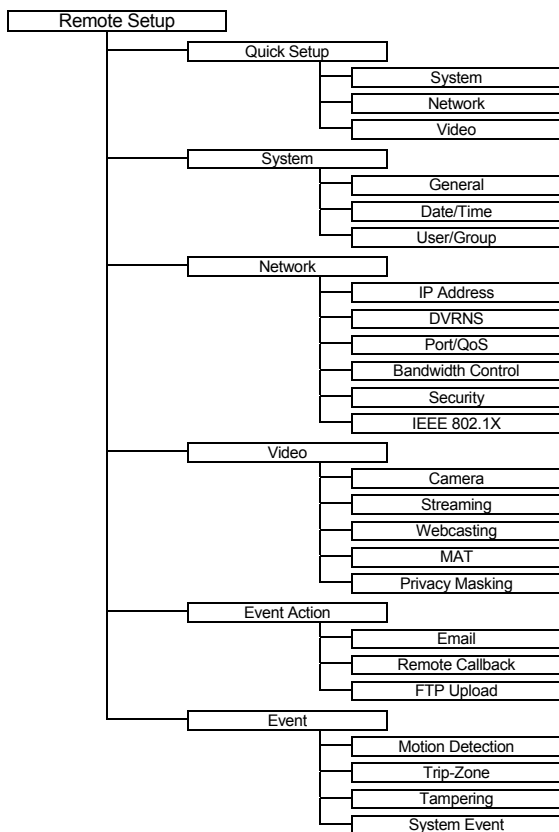 Remote Setup
Quick Setup
System
Network
Video
System
General
Date/Time
User/Group
Network
IP Address
DVRNS
Port/QoS
Bandwidth Control
Security
IEEE 802.1X
Video
Camera
Streaming
Webcasting
MAT
Privacy Masking
Event Action
Email
Remote Callback
FTP Upload
Event
Motion Detection
Trip-Zone
Tampering
System Event